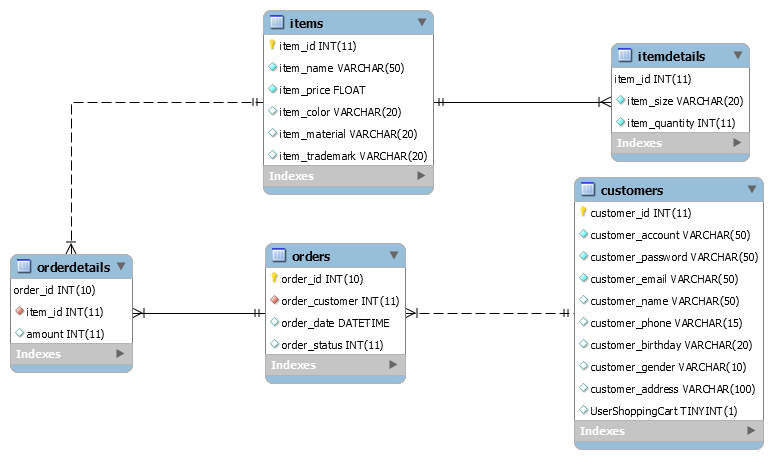 items
item_id INT(11)
item_name VARCHAR(50)
item_price FLOAT
item_color VARCHAR(20)
item_material VARCHAR(20)
item_trademark VARCHAR(20)
Indexes
itemdetails
item_id INT(11)
item_size VARCHAR(20)
item_quantity INT(11)
Indexes
customers
customer_id INT(11)
customer_account VARCHAR(50)
customer_password VARCHAR(50)
customer_email VARCHAR(50)
customer_name VARCHAR(50)
customer_phone VARCHAR(15)
customer_birthday VARCHAR(20)
customer_gender VARCHAR(10)
customer_address VARCHAR(100)
UserShoppingCart TINYINT(1)
Indexes
orderdetails
order_id INT(10)
item_id INT(11)
amount INT(11)
Indexes
orders
order_id INT(10)
order_customer INT(11)
order_date DATETIME
order_status INT(11)
Indexes